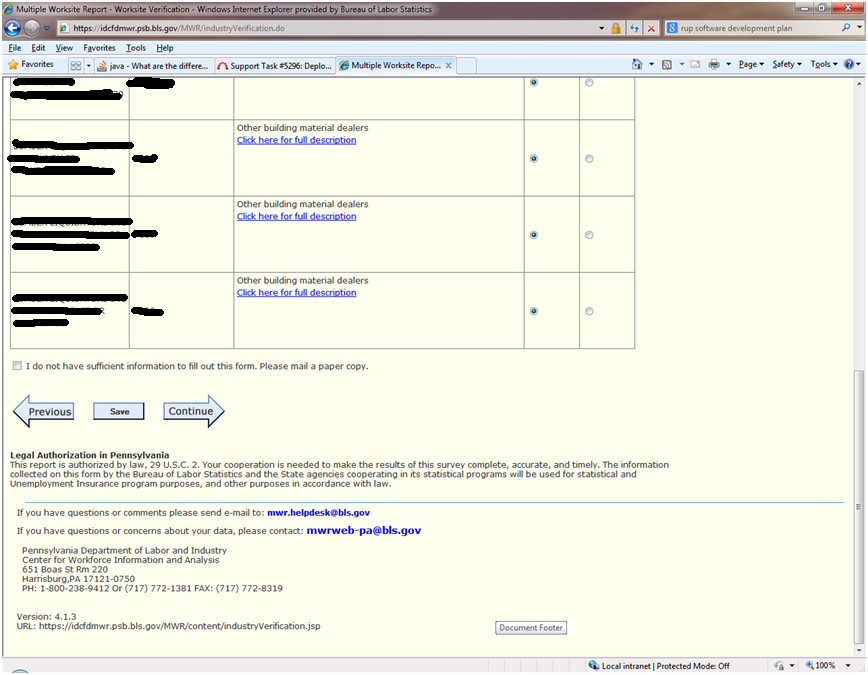 Multiple Worksite Report - Worksite Verification - Windows Internet Explorer provided by Bureau of Labor Statistics
https://idcfdmwr.psb.bls.gov/MWR/industryVerification.do
rup software development plan
File Edit View Favorites Tools Help
Favorites
java - What are the differe...
Support Task #5296: Deplo...
Multiple Worksite Repo...
Page
Safety
Tools
Other building material dealers
Click here for full description
Other building material dealers
Click here for full description
Other building material dealers
Click here for full description
I do not have sufficient information to fill out this form. Please mail a paper copy.
Previous
Save
Continue
Legal Authorization in Pennsylvania
This report is authorized by law, 29 U.S.C. 2. Your cooperation is needed to make the results of this survey complete, accurate, and timely. The information
collected on this form by the Bureau of Labor Statistics and the State agencies cooperating in its statistical programs will be used for statistical and
Unemployment Insurance program purposes, and other purposes in accordance with law.
If you have questions or comments please send e-mail to: mwr.helpdesk@bls.gov
If you have questions or concerns about your data, please contact: mwrweb-pa@bls.gov
Pennsylvania Department of Labor and Industry
Center for Workforce Information and Analysis
651 Boas St Rm 220
Harrisburg,PA 17121-0750
PH: 1-800-238-9412 Or (717) 772-1381 FAX: (717) 772-8319
Version: 4.1.3
URL: https://idcfdmwr.psb.bls.gov/MWR/content/industryVerification.jsp
Document Footer
Local intranet | Protected Mode: Off
100%